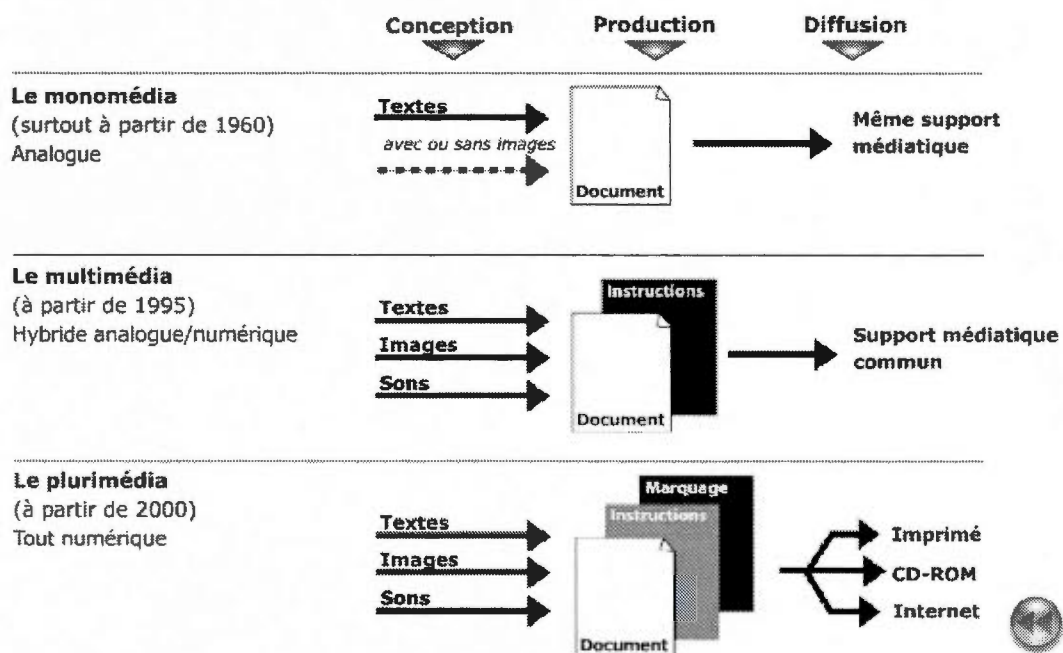 Conception Production Diffusion
Le monomédia
(surtout à partir de 1960)
Analogue
Textes
avec ou sans images
Document
Même support
médiatique
Le multimédia
(à partir de 1995)
Hybride analogue/numérique
Textes
Images
Sons
Instructions
Document
Support médiatique
commun
Le plurimédia
(à partir de 2000)
Tout numérique
Textes
Images
Sons
Marquage
Instructions
Document
Imprimé
CD-ROM
Internet